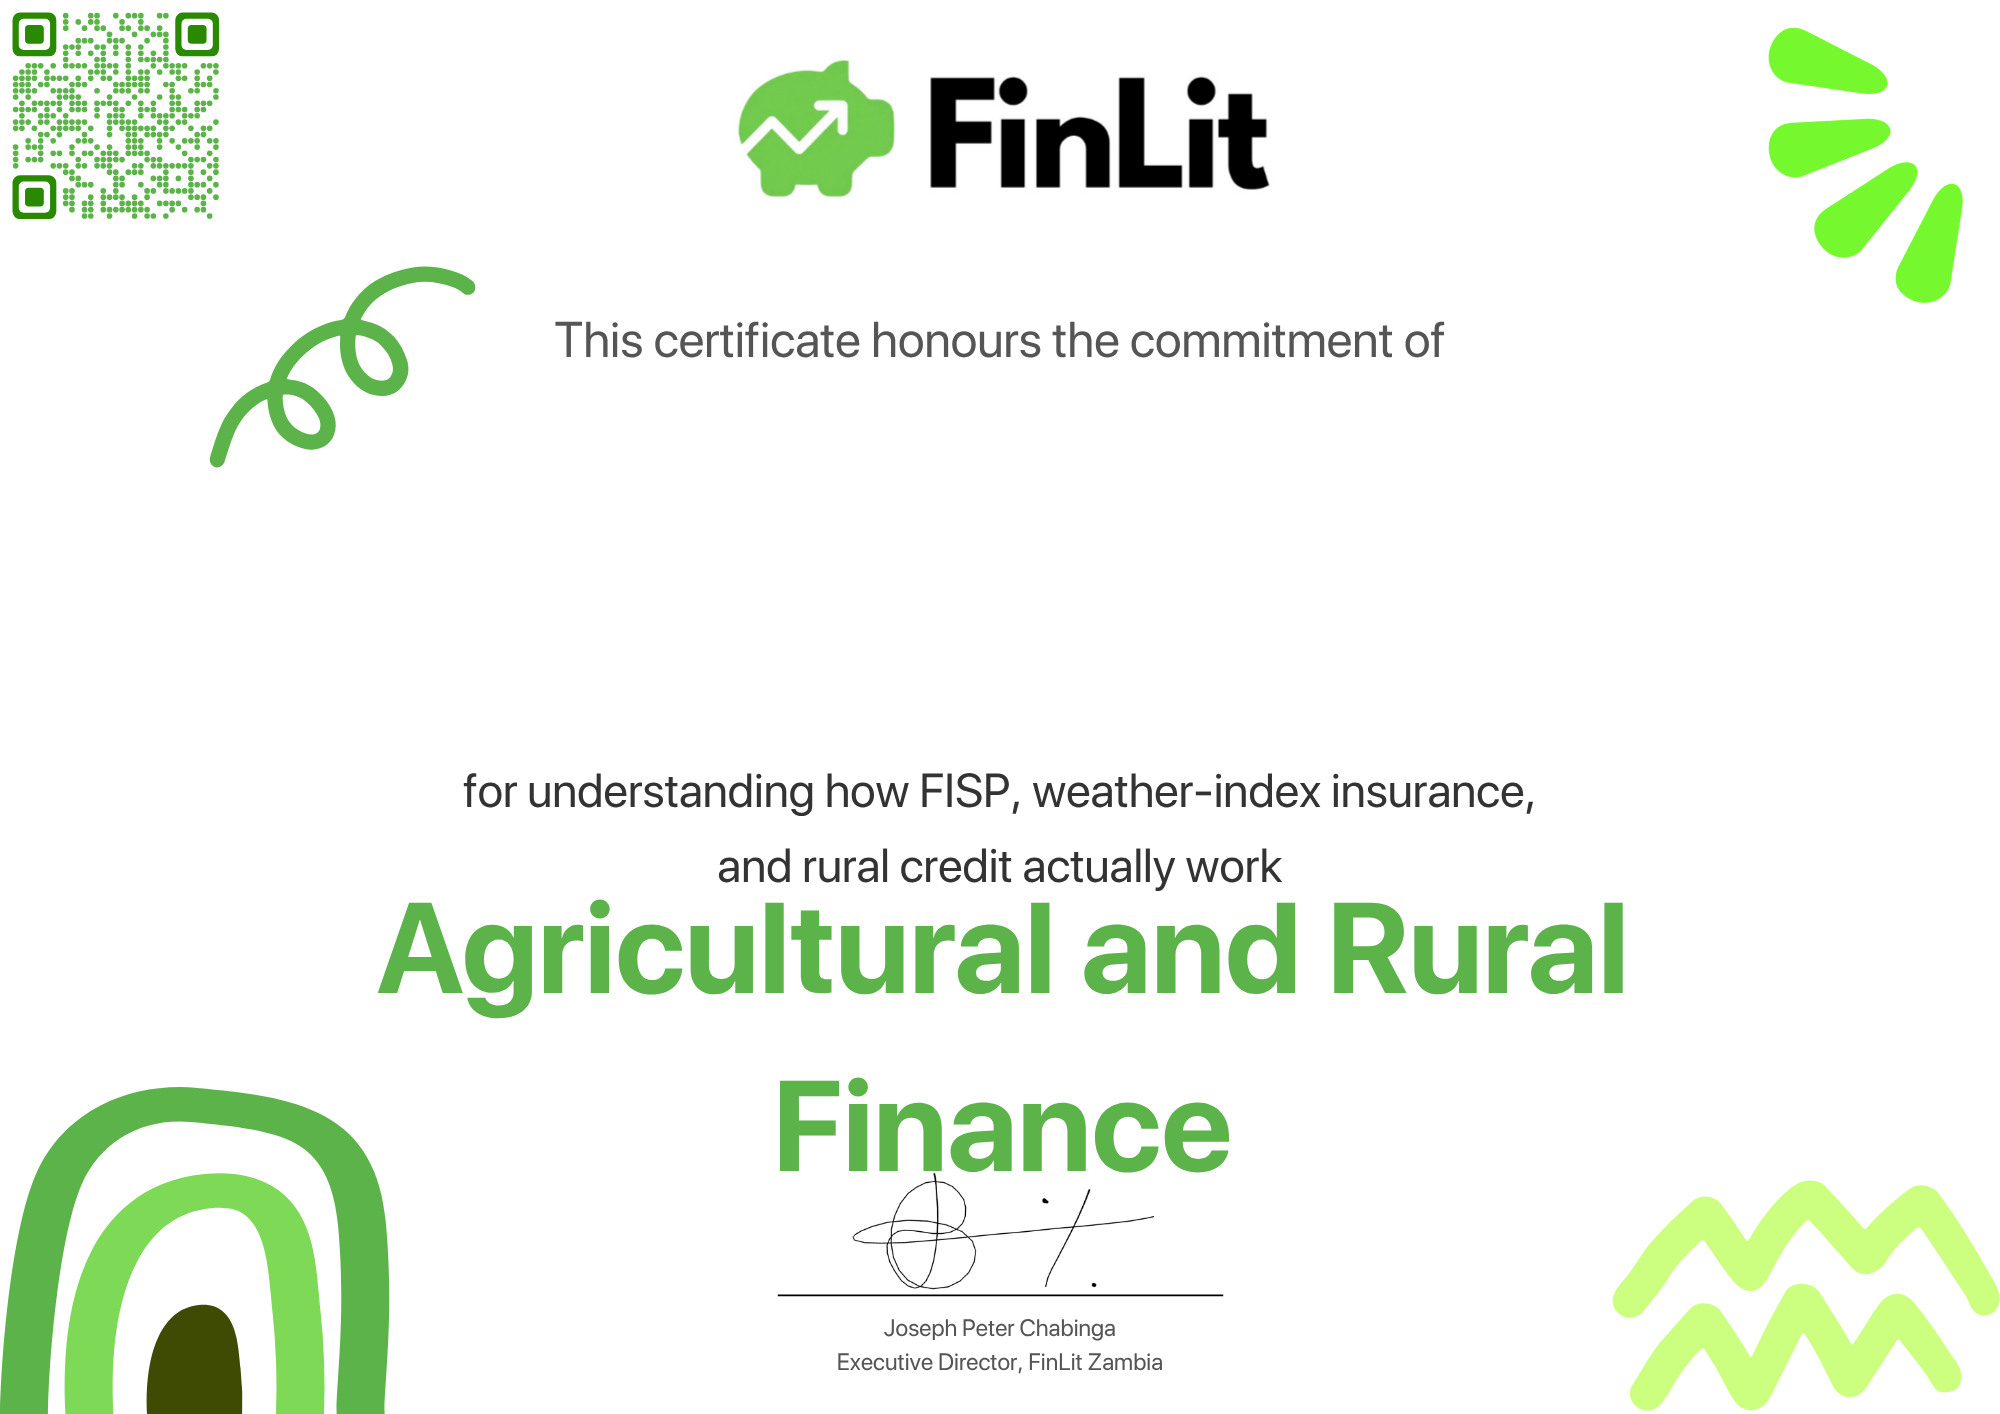 FinLit
This certificate honours the commitment of
for understanding how FISP, weather-index insurance,
and rural credit actually work
Agricultural and Rural
Finance
Joseph Peter Chabinga
Executive Director, FinLit Zambia